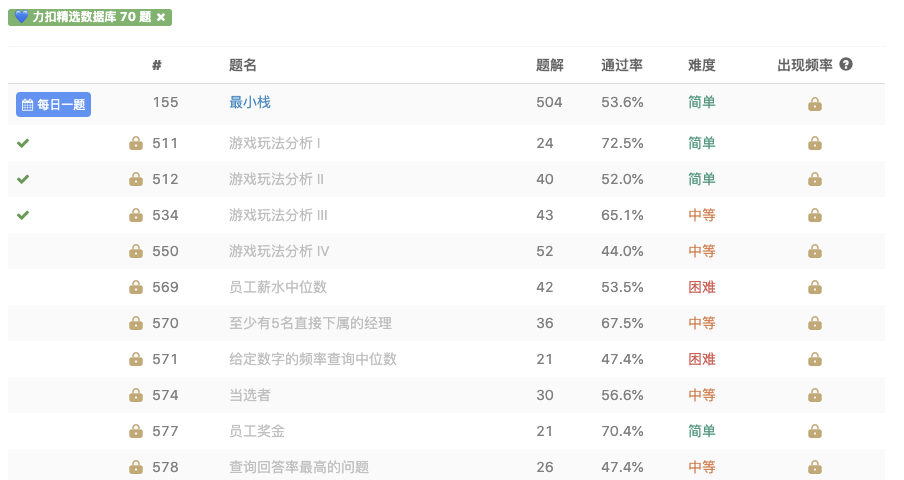 💙 力扣精选数据库 70 题 ×
# 题名 题解 通过率 难度 出现频率 ?
每日一题 155 最小栈 504 53.6% 简单
511 游戏玩法分析 I 24 72.5% 简单
512 游戏玩法分析 II 40 52.0% 简单
534 游戏玩法分析 III 43 65.1% 中等
550 游戏玩法分析 IV 52 44.0% 中等
569 员工薪水中位数 42 53.5% 困难
570 至少有5名直接下属的经理 36 67.5% 中等
571 给定数字的频率查询中位数 21 47.4% 困难
574 当选者 30 56.6% 中等
577 员工奖金 21 70.4% 简单
578 查询回答率最高的问题 26 47.4% 中等